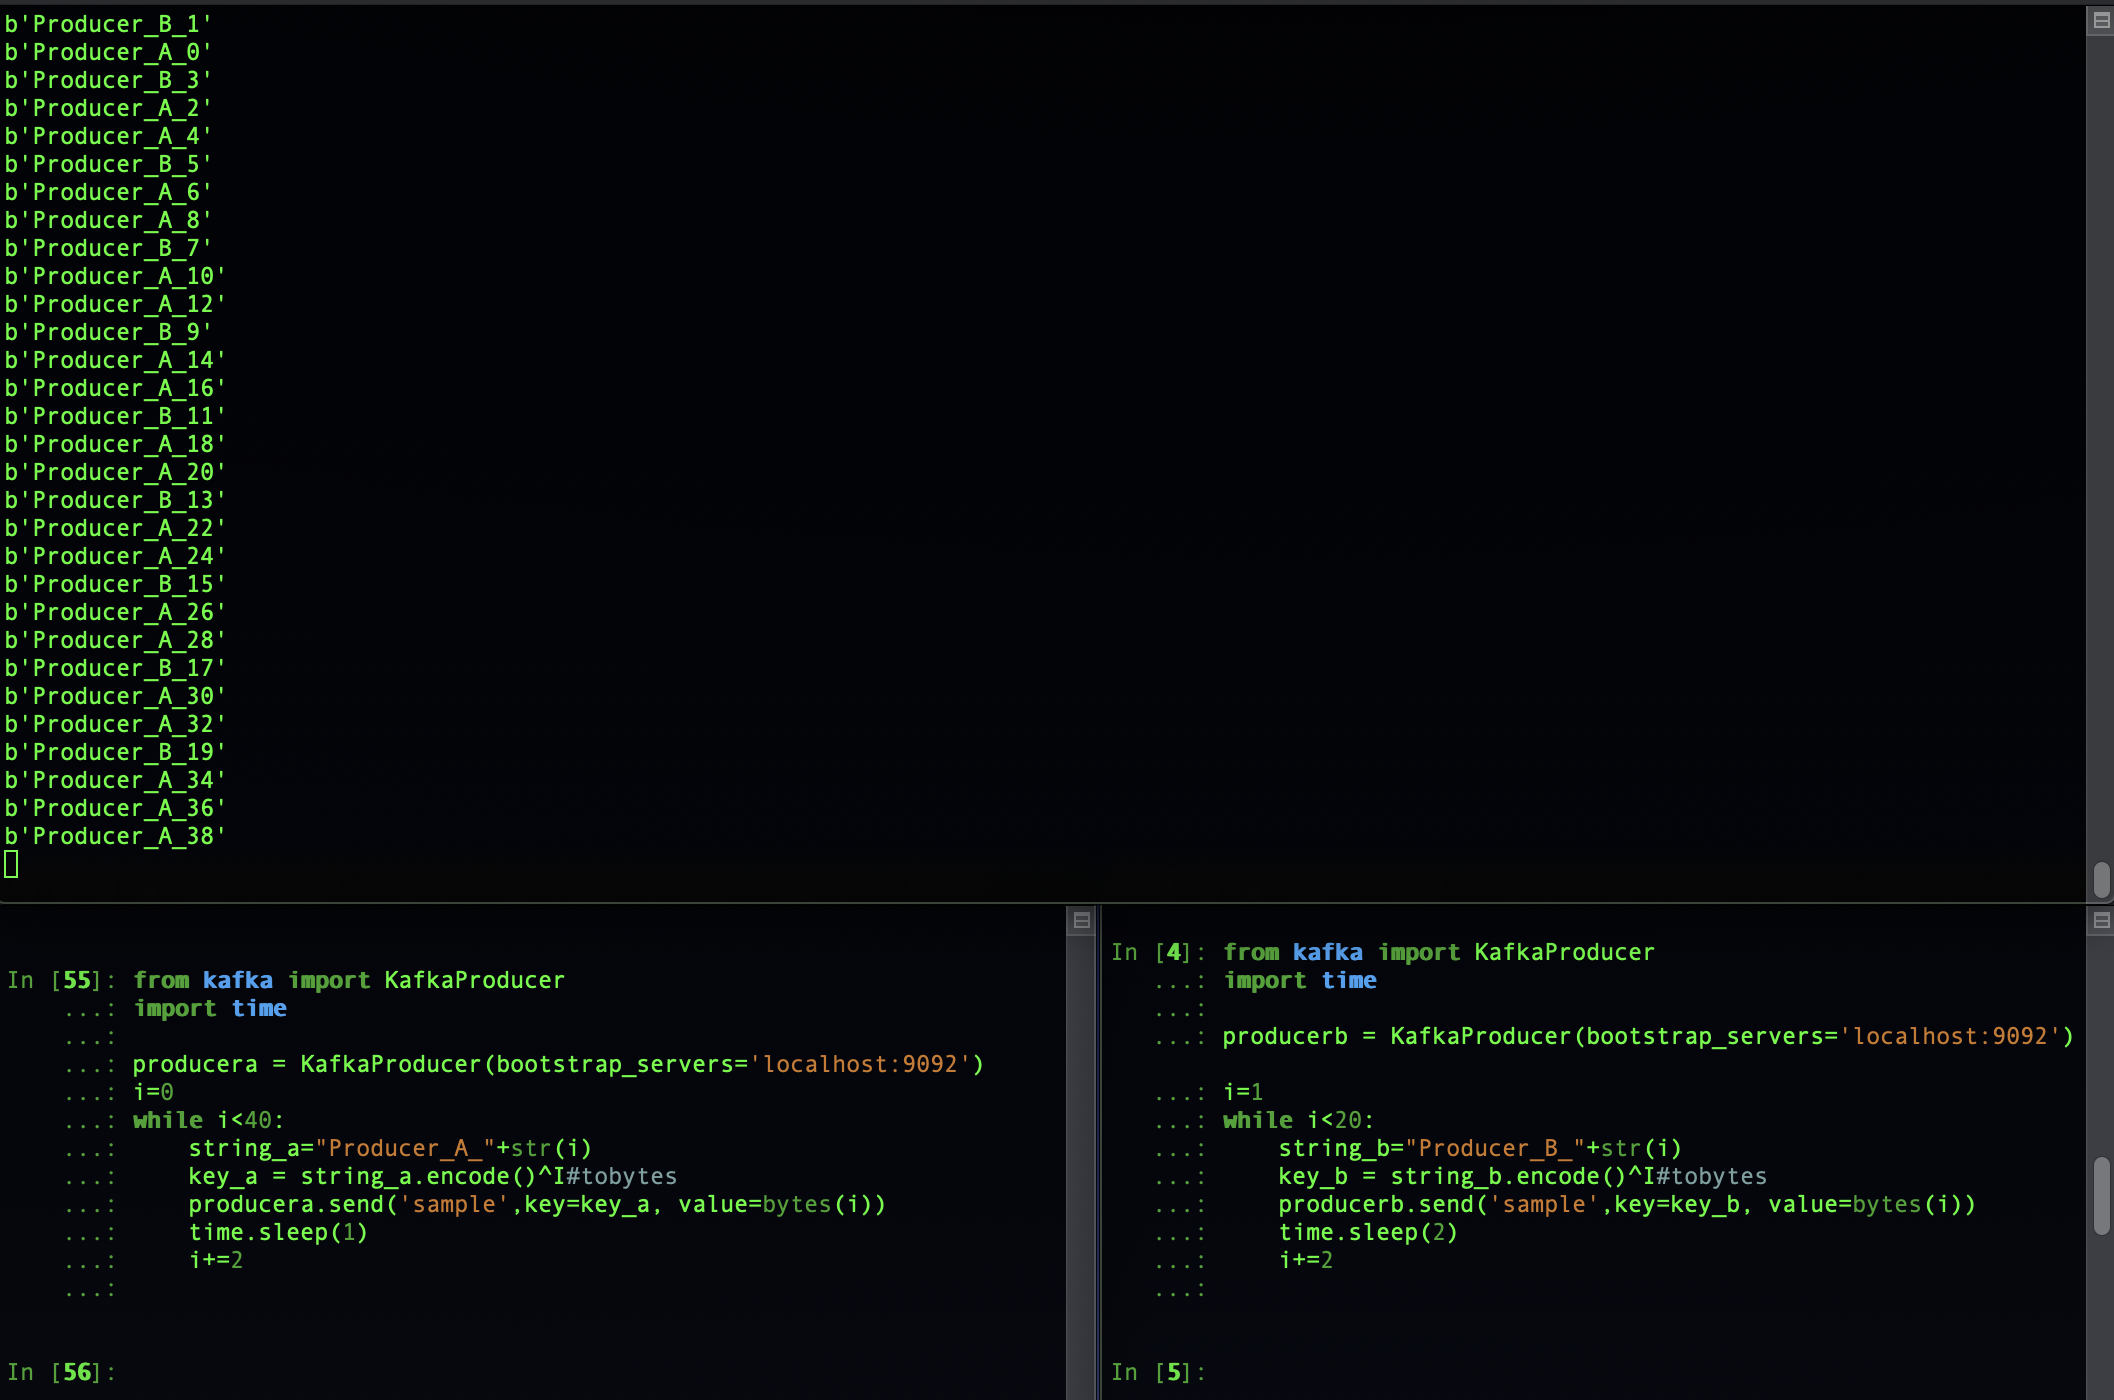 b'Producer_B_1'
b'Producer_A_0'
b'Producer_B_3'
b'Producer_A_2'
b'Producer_A_4'
b'Producer_B_5'
b'Producer_A_6'
b'Producer_A_8'
b'Producer_B_7'
b'Producer_A_10'
b'Producer_A_12'
b'Producer_B_9'
b'Producer_A_14'
b'Producer_A_16'
b'Producer_B_11'
b'Producer_A_18'
b'Producer_A_20'
b'Producer_B_13'
b'Producer_A_22'
b'Producer_A_24'
b'Producer_B_15'
b'Producer_A_26'
b'Producer_A_28'
b'Producer_B_17'
b'Producer_A_30'
b'Producer_A_32'
b'Producer_B_19'
b'Producer_A_34'
b'Producer_A_36'
b'Producer_A_38'
In [55]: from kafka import KafkaProducer
    ...: import time
    ...:
    ...: producera = KafkaProducer(bootstrap_servers='localhost:9092')
    ...: i=0
    ...: while i<40:
    ...:     string_a="Producer_A_"+str(i)
    ...:     key_a = string_a.encode()^I#tobytes
    ...:     producera.send('sample',key=key_a, value=bytes(i))
    ...:     time.sleep(1)
    ...:     i+=2
    ...:
In [56]:
In [4]: from kafka import KafkaProducer
   ...: import time
   ...:
   ...: producerb = KafkaProducer(bootstrap_servers='localhost:9092')
   ...: i=1
   ...: while i<20:
   ...:     string_b="Producer_B_"+str(i)
   ...:     key_b = string_b.encode()^I#tobytes
   ...:     producerb.send('sample',key=key_b, value=bytes(i))
   ...:     time.sleep(2)
   ...:     i+=2
   ...:
In [5]: